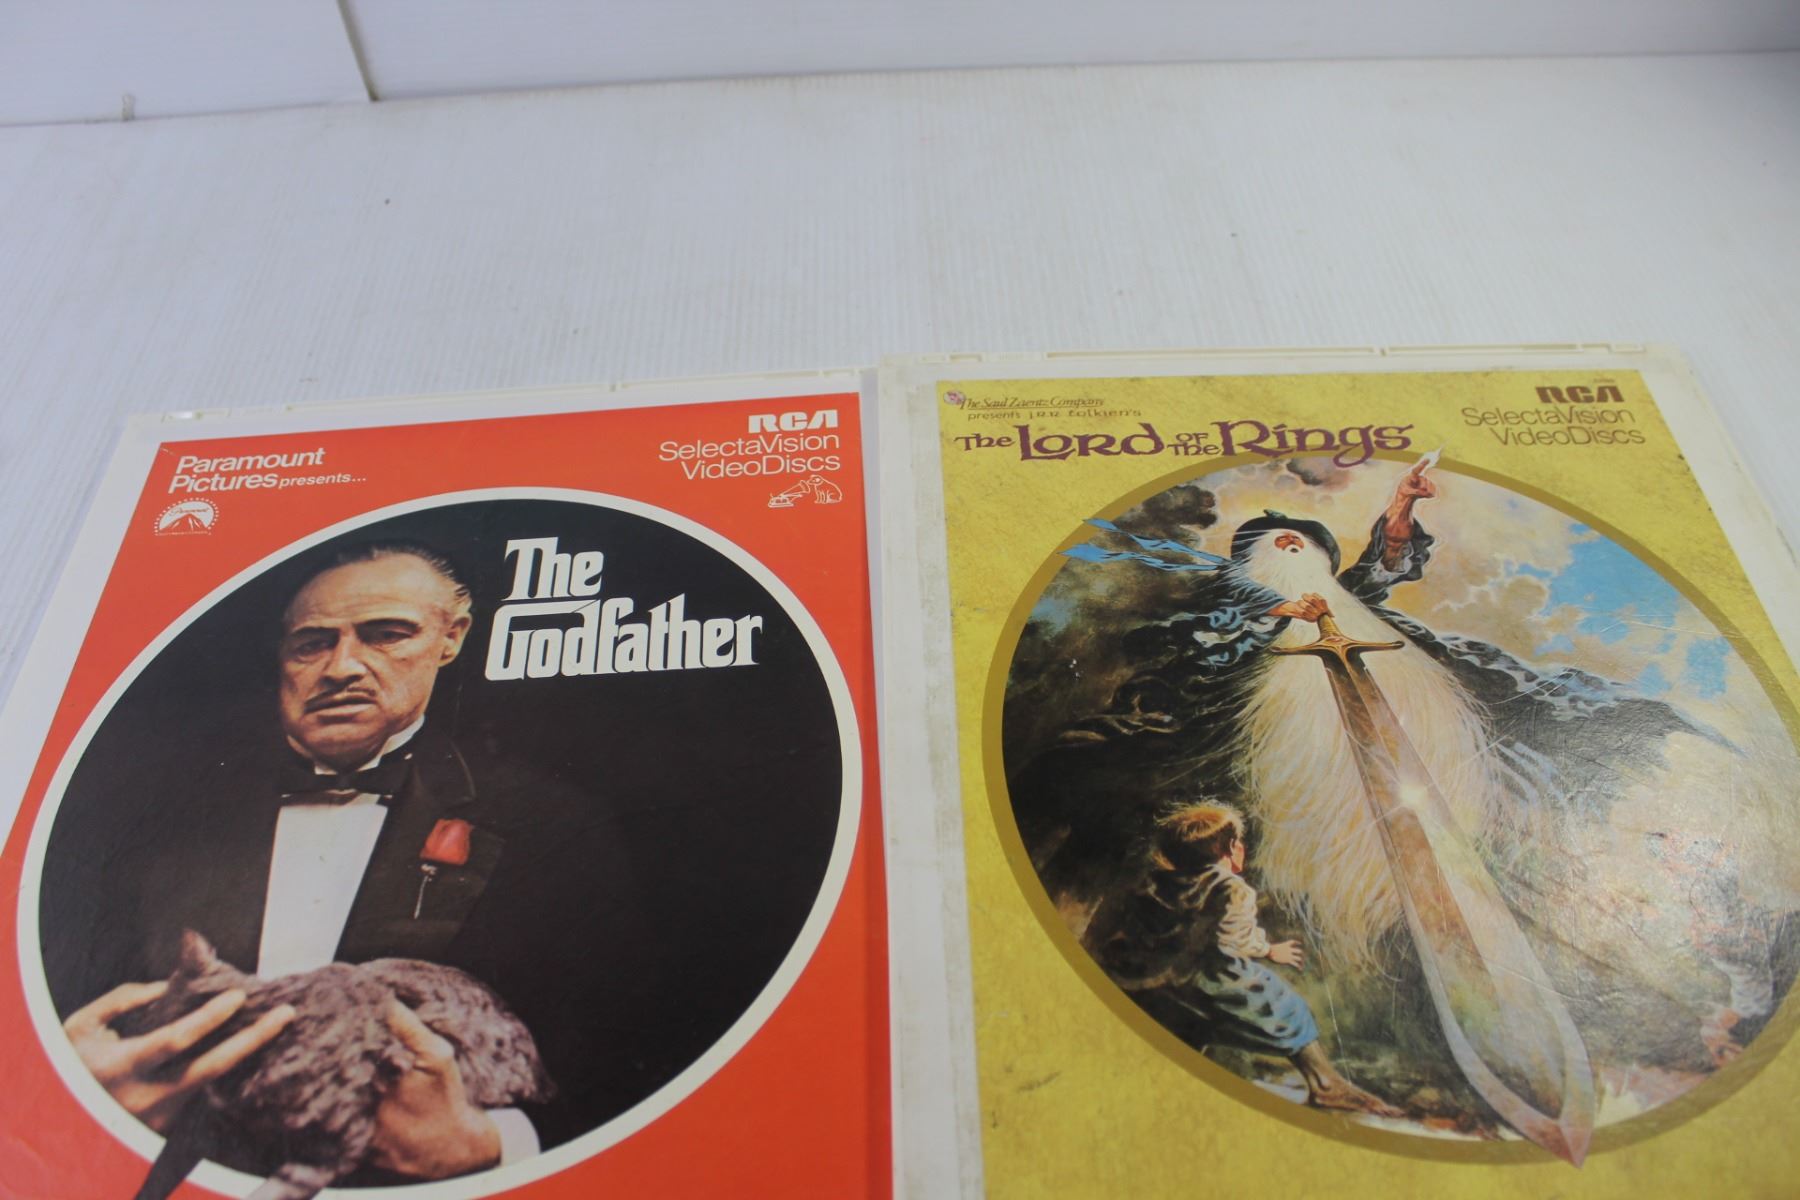 Paramount
Pictures presents...
Paramount
RCA
SelectaVision
VideoDiscs
The
Godfather
The Saul Zaentz Company
presents J.R.R. Tolkien's
The Lord of the Rings
RCA
SelectaVision
VideoDiscs